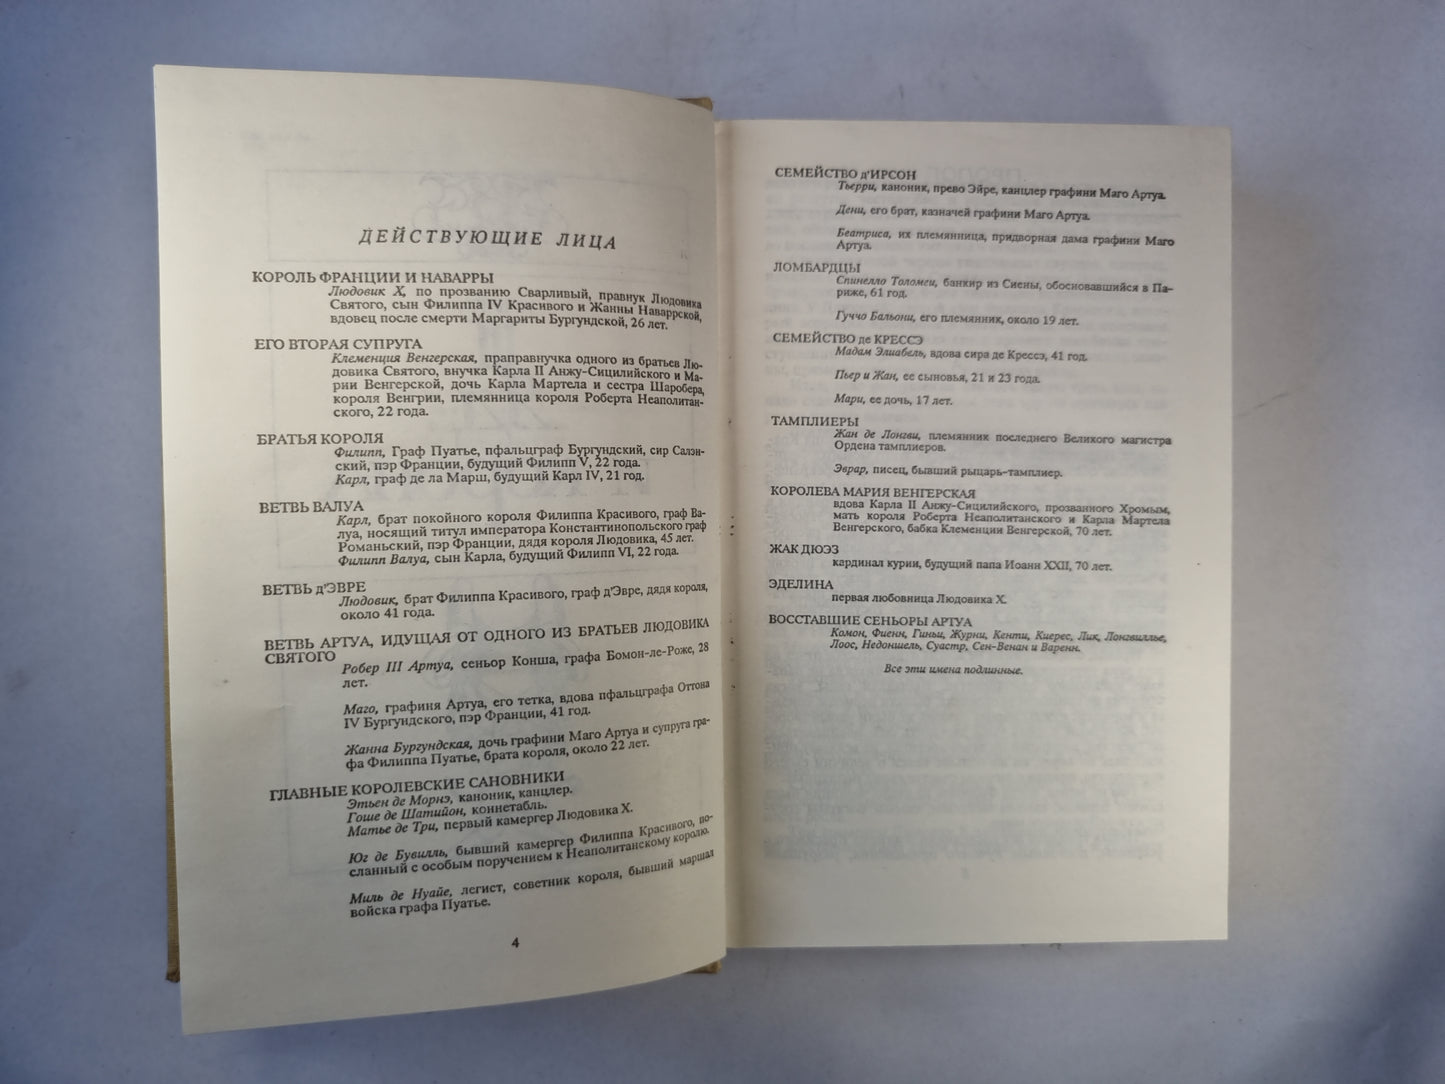 ДЕЙСТВУЮЩИЕ ЛИЦА
КОРОЛЬ ФРАНЦИИ И НАВАРРЫ
Людовик X, по прозванию Сварливый, правнук Людовика
Святого, сын Филиппа IV Красивого и Жанны Наваррской,
вдовец после смерти Маргариты Бургундской, 26 лет.
ЕГО ВТОРАЯ СУПРУГА
Клеменция Венгерская, праправнучка одного из братьев Лю-
довика Святого, внучка Карла II Анжу-Сицилийского и Ма-
рии Венгерской, дочь Карла Мартела и сестра Шаробера,
короля Венгрии, племянница короля Роберта Неаполитан-
ского, 22 года.
БРАТЬЯ КОРОЛЯ
Филипп, Граф Пуатье, пфальцграф Бургундский, сир Салэн-
ский, пэр Франции, будущий Филипп V, 22 года.
Карл, граф де ла Марш, будущий Карл IV, 21 год.
ВЕТВЬ ВАЛУА
Карл, брат покойного короля Филиппа Красивого, граф Ва-
луа, носящий титул императора Константинопольского граф
Романьский, пэр Франции, дядя короля Людовика, 45 лет.
Филипп Валуа, сын Карла, будущий Филипп VI, 22 года.
ВЕТВЬ д'ЭВРЕ
Людовик, брат Филиппа Красивого, граф д'Эвре, дядя короля,
около 41 года.
ВЕТВЬ АРТУА, ИДУЩАЯ ОТ ОДНОГО ИЗ БРАТЬЕВ ЛЮДОВИКА
СВЯТОГО
Робер III Артуа, сеньор Конша, графа Бомон-ле-Роже, 28
лет.
Маго, графиня Артуа, его тетка, вдова пфальцграфа Оттона
IV Бургундского, пэр Франции, 41 год.
Жанна Бургундская, дочь графини Маго Артуа и супруга гра-
фа Филиппа Пуатье, брата короля, около 22 лет.
ГЛАВНЫЕ КОРОЛЕВСКИЕ САНОВНИКИ
Этьен де Морнэ, каноник, канцлер.
Гоше де Шатийон, коннетабль.
Матье де Три, первый камергер Людовика X.
Юг де Бувилль, бывший камергер Филиппа Красивого, по-
сланный с особым поручением к Неаполитанскому королю.
Миль де Нуайе, легист, советник короля, бывший маршал
войска графа Пуатье.
4
СЕМЕЙСТВО д'ИРСОН
Тьерри, каноник, прево Эйре, канцлер графини Маго Артуа.
Дени, его брат, казначей графини Маго Артуа.
Беатриса, их племянница, придворная дама графини Маго
Артуа.
ЛОМБАРДЦЫ
Спинелло Толомеи, банкир из Сиены, обосновавшийся в Па-
риже, 61 год.
Гуччо Бальони, его племянник, около 19 лет.
СЕМЕЙСТВО де КРЕССЭ
Мадам Элиабель, вдова сира де Крессэ, 41 год.
Пьер и Жан, ее сыновья, 21 и 23 года.
Мари, ее дочь, 17 лет.
ТАМПЛИЕРЫ
Жан де Лонгви, племянник последнего Великого магистра
Ордена тамплиеров.
Эврар, писец, бывший рыцарь-тамплиер.
КОРОЛЕВА МАРИЯ ВЕНГЕРСКАЯ
вдова Карла II Анжу-Сицилийского, прозванного Хромым,
мать короля Роберта Неаполитанского и Карла Мартела
Венгерского, бабка Клеменции Венгерской, 70 лет.
ЖАК ДЮЭЗ
кардинал курии, будущий папа Иоанн XXII, 70 лет.
ЭДЕЛИНА
первая любовница Людовика X.
ВОССТАВШИЕ СЕНЬОРЫ АРТУА
Комон, Фиенн, Гиньи, Журни, Кенти, Киерес, Лик, Лонгвиллье,
Лоос, Недоншель, Суастр, Сен-Венан и Варенн.
Все эти имена подлинные.